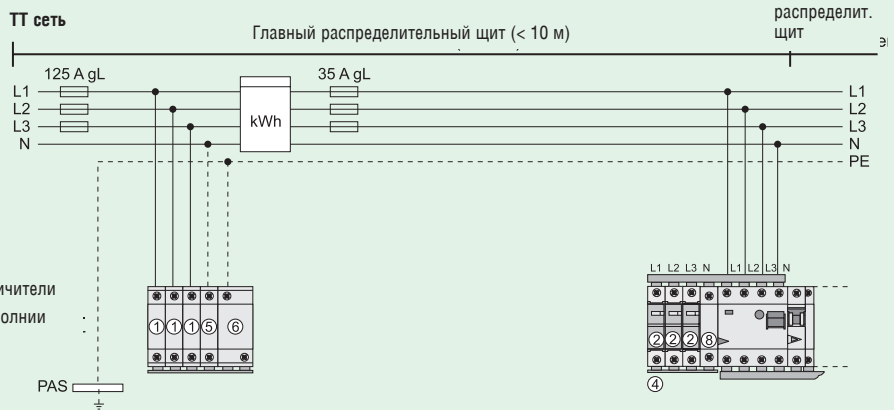 ТТ сеть
Главный распределительный щит (< 10 м)
распределит.
щит
125 A gL
35 A gL
L1
L2
L3
N
kWh
L1
L2
L3
N
PE
L1 L2 L3 N L1 L2 L3 N
1 1 1 5 6
2 2 2 8
4
PAS